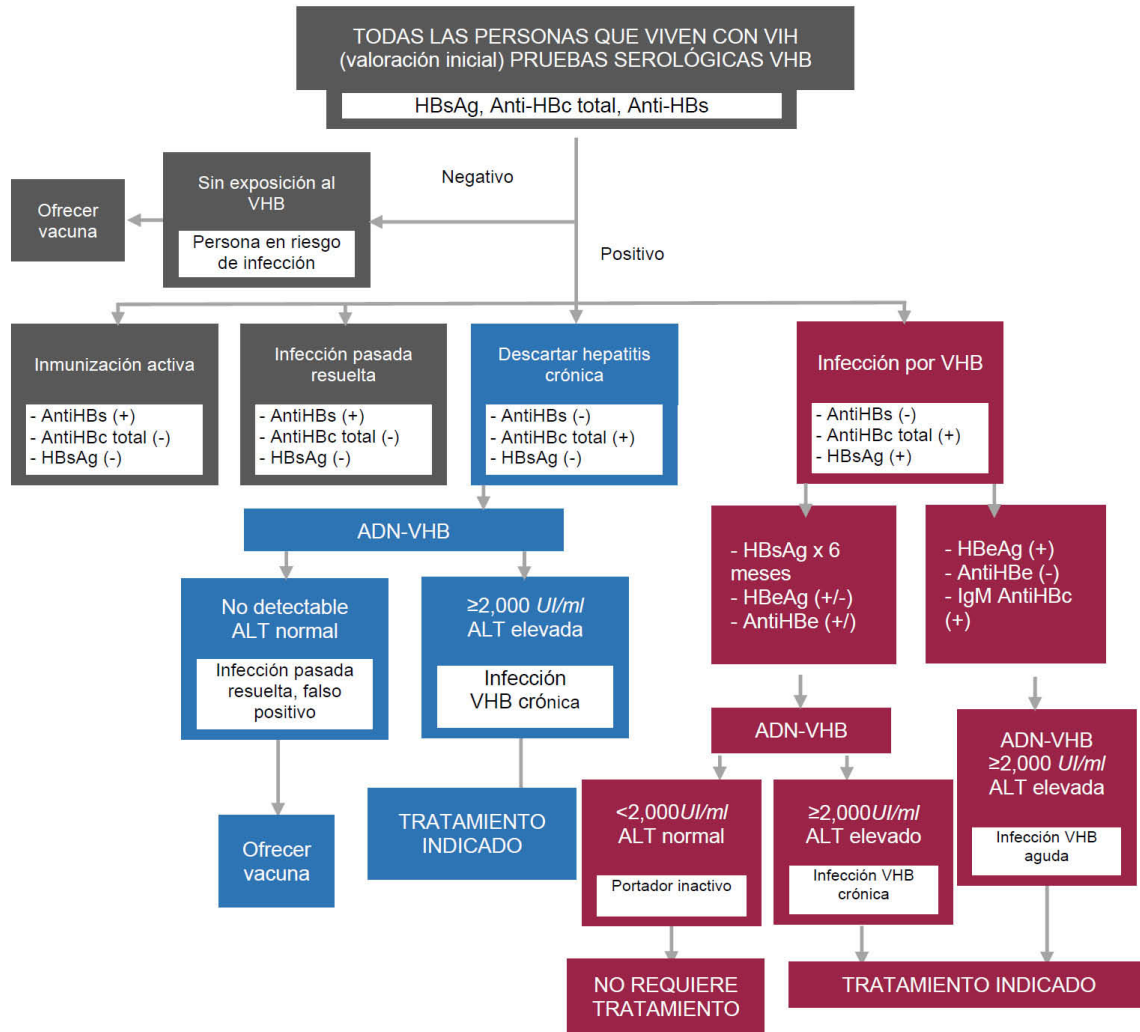 TODAS LAS PERSONAS QUE VIVEN CON VIH
(valoración inicial) PRUEBAS SEROLÓGICAS VHB
HBsAg, Anti-HBc total, Anti-HBs
Negativo
Sin exposición al
VHB
Persona en riesgo
de infección
Ofrecer
vacuna
Positivo
Inmunización activa
- AntiHBs (+)
- AntiHBc total (-)
- HBsAg (-)
Infección pasada
resuelta
- AntiHBs (+)
- AntiHBc total (-)
- HBsAg (-)
Descartar hepatitis
crónica
- AntiHBs (-)
- AntiHBc total (+)
- HBsAg (-)
Infección por VHB
- AntiHBs (-)
- AntiHBc total (+)
- HBsAg (+)
ADN-VHB
No detectable
ALT normal
Infección pasada
resuelta, falso
positivo
Ofrecer
vacuna
≥2,000 UI/ml
ALT elevada
Infección
VHB crónica
TRATAMIENTO
INDICADO
- HBsAg x 6
meses
- HBeAg (+/-)
- AntiHBe (+/)
- HBeAg (+)
- AntiHBe (-)
- IgM AntiHBc
(+)
ADN-VHB
<2,000UI/ml
ALT normal
Portador inactivo
≥2,000UI/ml
ALT elevado
Infección VHB
crónica
ADN-VHB
≥2,000 UI/ml
ALT elevada
Infección VHB
aguda
NO REQUIERE
TRATAMIENTO
TRATAMIENTO INDICADO